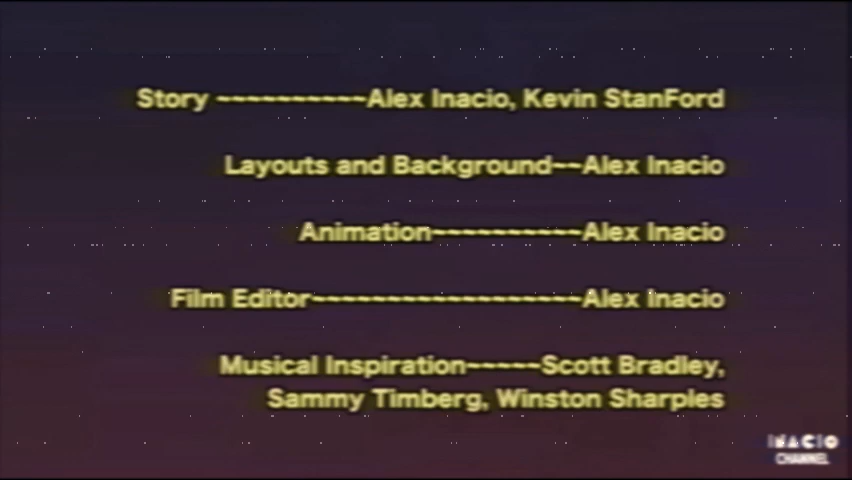 Story ~~~~~~~~~~Alex Inacio, Kevin StanFord
Layouts and Background~~Alex Inacio
Animation~~~~~~~~~~Alex Inacio
Film Editor~~~~~~~~~~~~~~~~~~Alex Inacio
Musical Inspiration~~~~~Scott Bradley,
Sammy Timberg, Winston Sharples
INACIO
CHANNEL